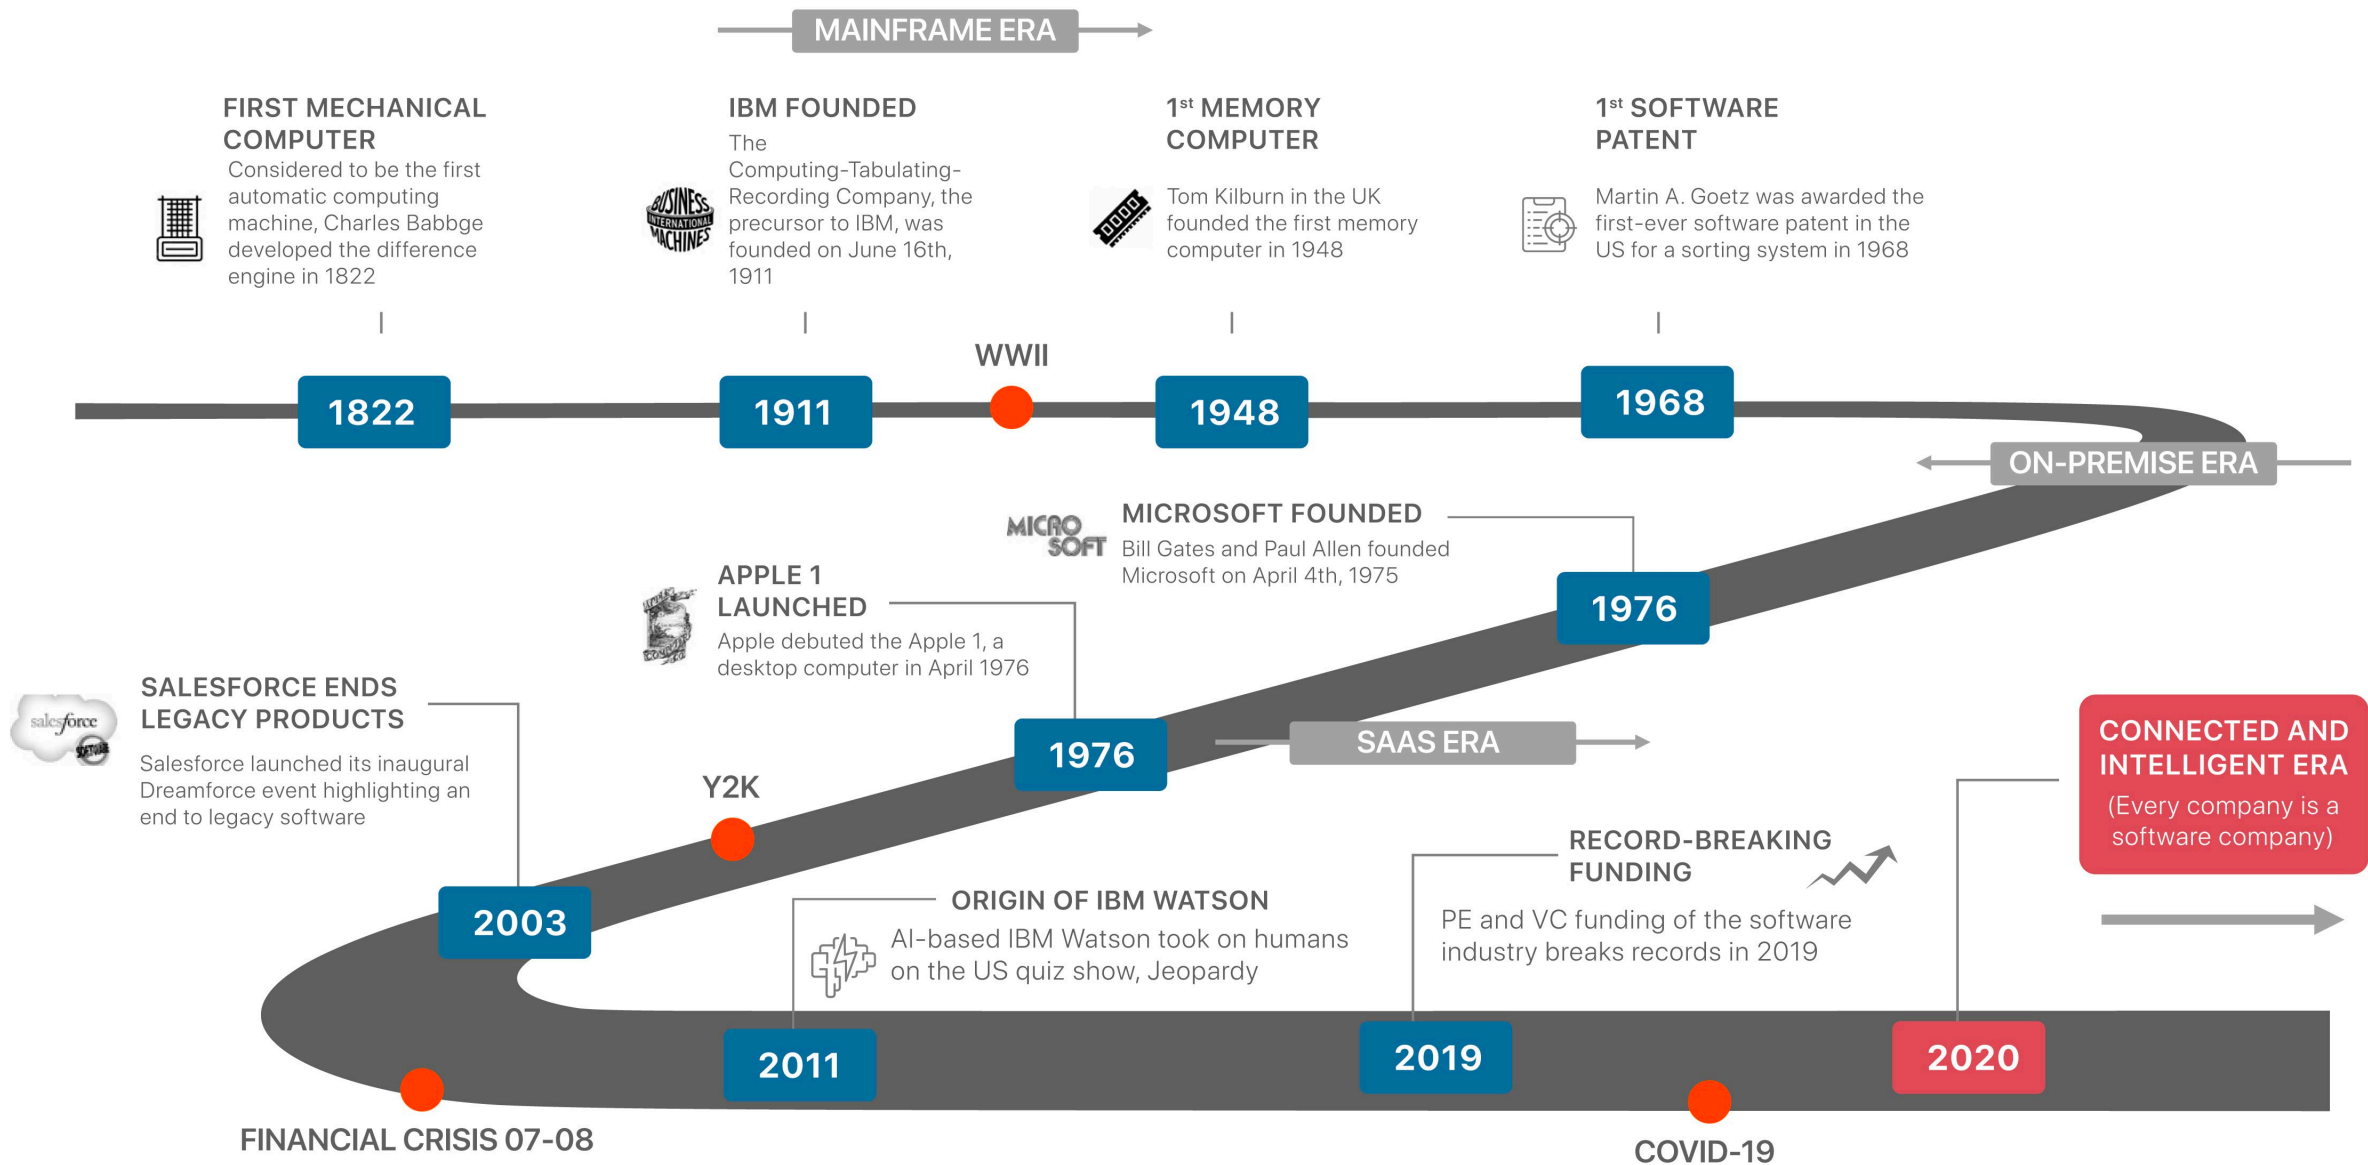 MAINFRAME ERA
FIRST MECHANICAL
COMPUTER
Considered to be the first
automatic computing
machine, Charles Babbge
developed the difference
engine in 1822
IBM FOUNDED
The
Computing-Tabulating-
Recording Company, the
precursor to IBM, was
founded on June 16th,
1911
BUSINESS
INTERNATIONAL
MACHINES
1st MEMORY
COMPUTER
Tom Kilburn in the UK
founded the first memory
computer in 1948
1st SOFTWARE
PATENT
Martin A. Goetz was awarded the
first-ever software patent in the
US for a sorting system in 1968
WWII
1822
1911
1948
1968
ON-PREMISE ERA
MICRO
SOFT
MICROSOFT FOUNDED
Bill Gates and Paul Allen founded
Microsoft on April 4th, 1975
1976
APPLE 1
LAUNCHED
Apple debuted the Apple 1, a
desktop computer in April 1976
1976
SAAS ERA
salesforce
SOFTWARE
SALESFORCE ENDS
LEGACY PRODUCTS
Salesforce launched its inaugural
Dreamforce event highlighting an
end to legacy software
Y2K
2003
CONNECTED AND
INTELLIGENT ERA
(Every company is a
software company)
RECORD-BREAKING
FUNDING
PE and VC funding of the software
industry breaks records in 2019
ORIGIN OF IBM WATSON
AI-based IBM Watson took on humans
on the US quiz show, Jeopardy
2011
2019
2020
FINANCIAL CRISIS 07-08
COVID-19